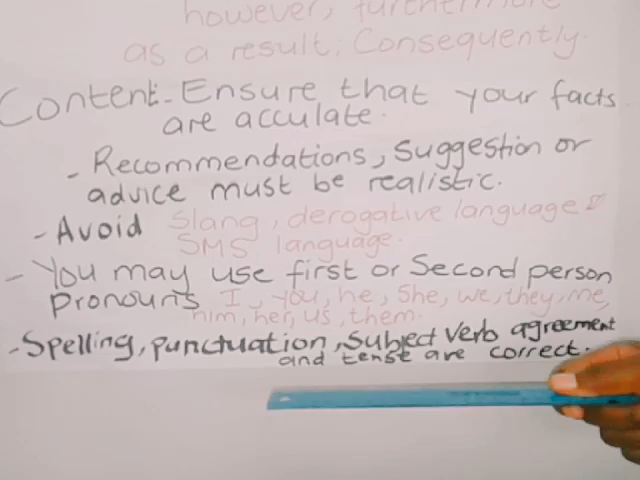 however, furthermore
as a result; Consequently.
Content - Ensure that your facts
are acculate.
- Recommendations, suggestion or
advice must be realistic.
- Avoid Slang, derogative language &
SMS language.
- You may use first or Second person
pronouns I, you, he, She, we, they, me,
him, her, us, them.
- Spelling, punctuation, Subject Verb agreement
and tense are correct.